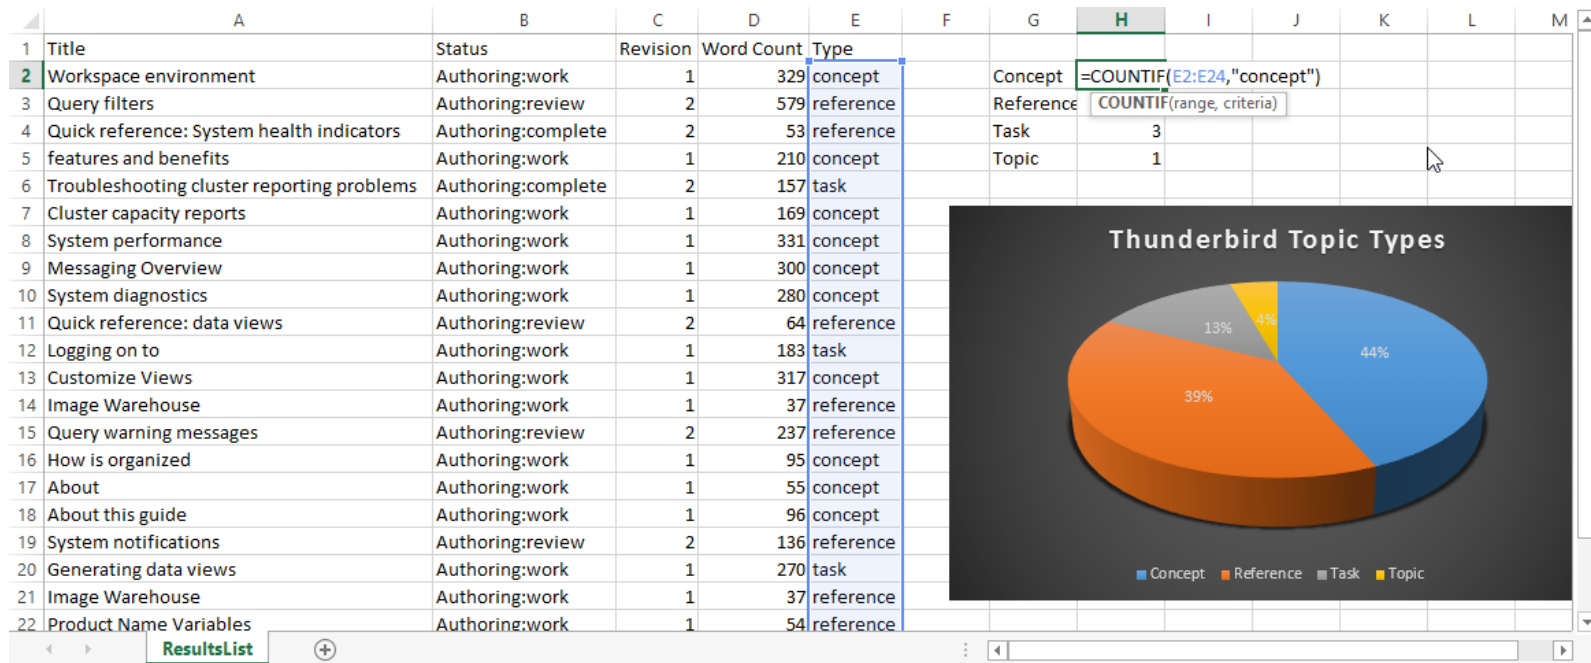 A B C D E F G H I J K L M
1 Title Status Revision Word Count Type
2 Workspace environment Authoring:work 1 329 concept Concept =COUNTIF(E2:E24,"concept")
3 Query filters Authoring:review 2 579 reference Reference COUNTIF(range, criteria)
4 Quick reference: System health indicators Authoring:complete 2 53 reference Task 3
5 features and benefits Authoring:work 1 210 concept Topic 1
6 Troubleshooting cluster reporting problems Authoring:complete 2 157 task
7 Cluster capacity reports Authoring:work 1 169 concept
8 System performance Authoring:work 1 331 concept
9 Messaging Overview Authoring:work 1 300 concept
10 System diagnostics Authoring:work 1 280 concept
11 Quick reference: data views Authoring:review 2 64 reference
12 Logging on to Authoring:work 1 183 task
13 Customize Views Authoring:work 1 317 concept
14 Image Warehouse Authoring:work 1 37 reference
15 Query warning messages Authoring:review 2 237 reference
16 How is organized Authoring:work 1 95 concept
17 About Authoring:work 1 55 concept
18 About this guide Authoring:work 1 96 concept
19 System notifications Authoring:review 2 136 reference
20 Generating data views Authoring:work 1 270 task
21 Image Warehouse Authoring:work 1 37 reference
22 Product Name Variables Authoring:work 1 54 reference
Thunderbird Topic Types
13% 4%
44%
39%
Concept Reference Task Topic
ResultsList